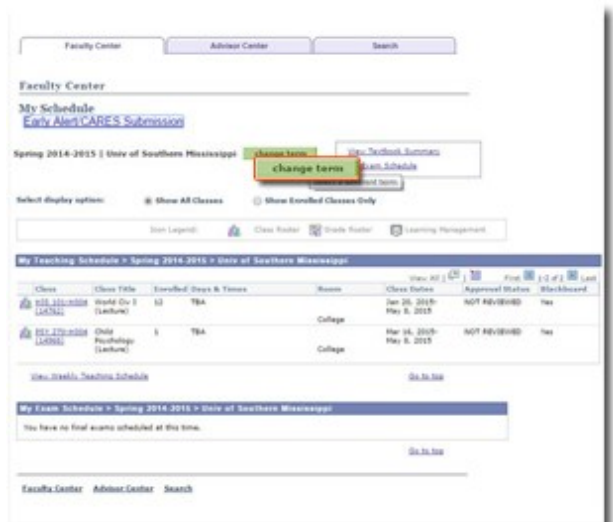 Faculty Center Advisor Center Search
Faculty Center
My Schedule
Early Alert/CARES Submission
Spring 2014-2015 | Univ of Southern Mississippi change term View Textbook Summary
change term Exam Schedule
term
Select display option: Show All Classes Show Enrolled Classes Only
Icon Legend: Class Roster Grade Roster Learning Management
My Teaching Schedule > Spring 2014-2015 > Univ of Southern Mississippi
View All | First 1-2 of 2 Last
Class Class Title Enrolled Days & Times Room Class Dates Approval Status Blackboard
World Civ I 12 TBA Jan 20, 2015- NOT REVIEWED Yes
(Lecture) College May 8, 2015
Child 1 TBA Mar 16, 2015- NOT REVIEWED Yes
Psychology May 8, 2015
(Lecture) College
View Weekly Teaching Schedule Go to top
My Exam Schedule > Spring 2014-2015 > Univ of Southern Mississippi
You have no final exams scheduled at this time.
Go to top
Faculty Center Advisor Center Search